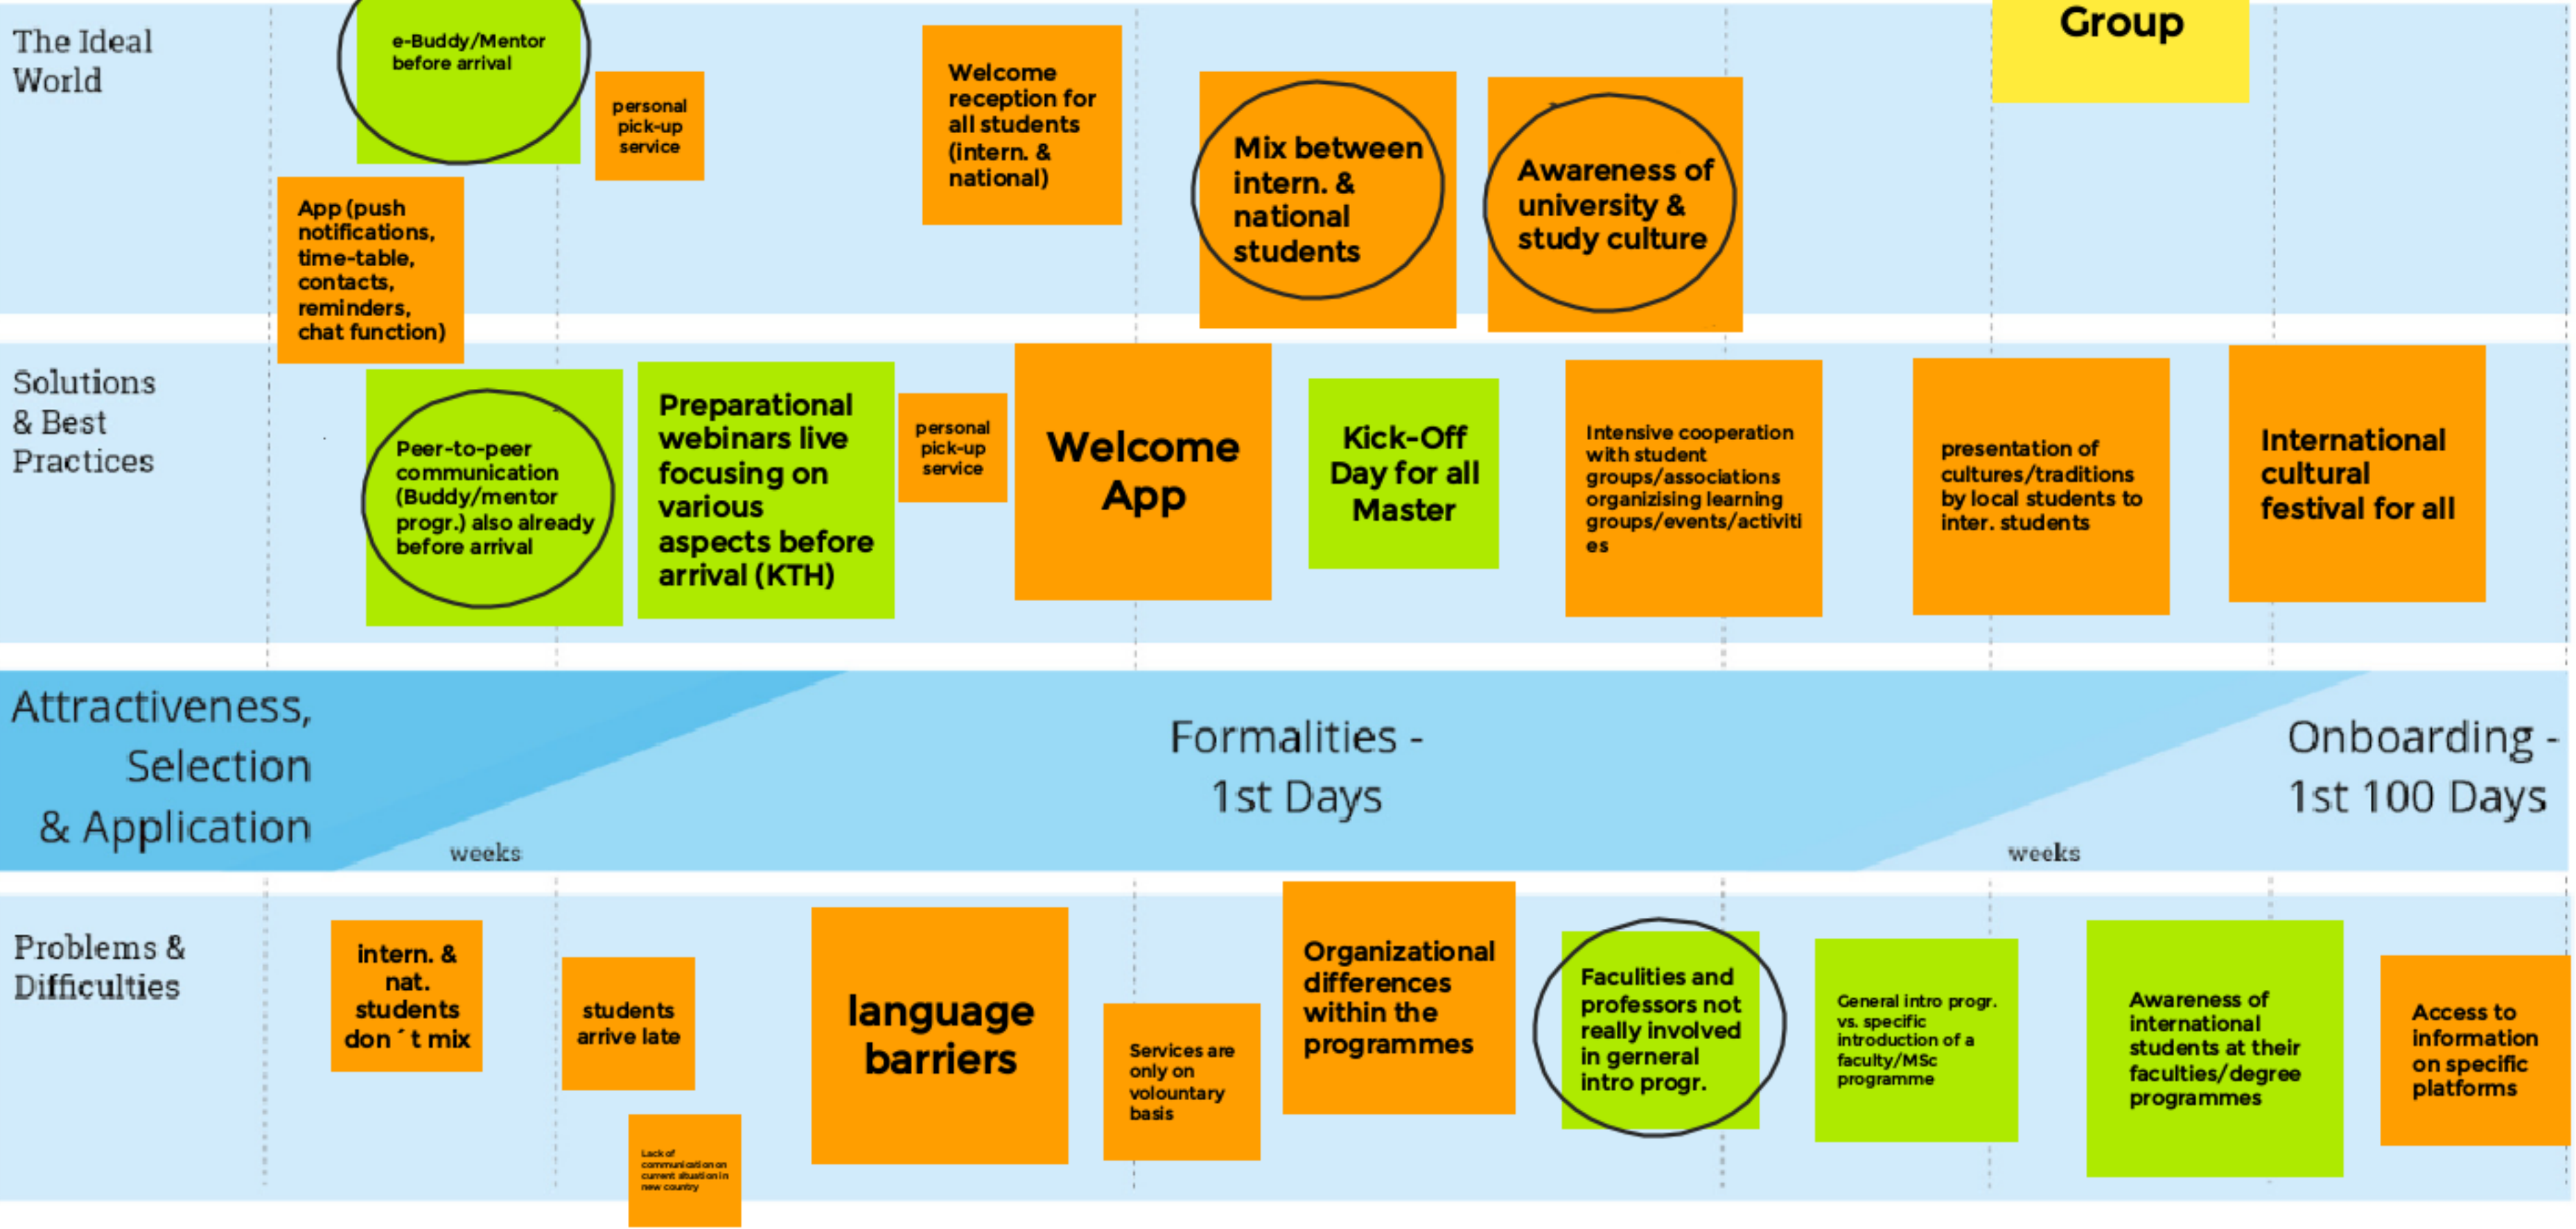 The Ideal
World
e-Buddy/Mentor
before arrival
personal
pick-up
service
App (push
notifications,
time-table,
contacts,
reminders,
chat function)
Welcome
reception for
all students
(intern. &
national)
Mix between
intern. &
national
students
Awareness of
university &
study culture
Group
Solutions
& Best
Practices
Peer-to-peer
communication
(Buddy/mentor
progr.) also already
before arrival
Preparational
webinars live
focusing on
various
aspects before
arrival (KTH)
personal
pick-up
service
Welcome
App
Kick-Off
Day for all
Master
Intensive cooperation
with student
groups/associations
organizising learning
groups/events/activiti
es
presentation of
cultures/traditions
by local students to
inter. students
International
cultural
festival for all
Attractiveness,
Selection
& Application
weeks
Formalities -
1st Days
weeks
Onboarding -
1st 100 Days
Problems &
Difficulties
intern. &
nat.
students
don´t mix
students
arrive late
Lack of
communication on
current situation in
new country
language
barriers
Services are
only on
volountary
basis
Organizational
differences
within the
programmes
Faculities and
professors not
really involved
in gerneral
intro progr.
General intro progr.
vs. specific
introduction of a
faculty/MSc
programme
Awareness of
international
students at their
faculties/degree
programmes
Access to
information
on specific
platforms